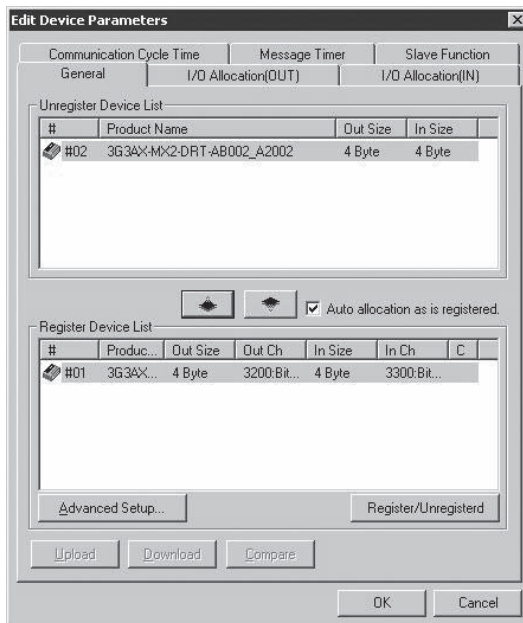 Edit Device Parameters
Communication Cycle Time Message Timer Slave Function
General I/O Allocation(OUT) I/O Allocation(IN)
Unregister Device List
# Product Name Out Size In Size
#02 3G3AX-MX2-DRT-AB002_A2002 4 Byte 4 Byte
Auto allocation as is registered.
Register Device List
# Produc... Out Size Out Ch In Size In Ch C
#01 3G3AX... 4 Byte 3200:Bit... 4 Byte 3300:Bit...
Advanced Setup... Register/Unregisterd
Upload Download Compare
OK Cancel